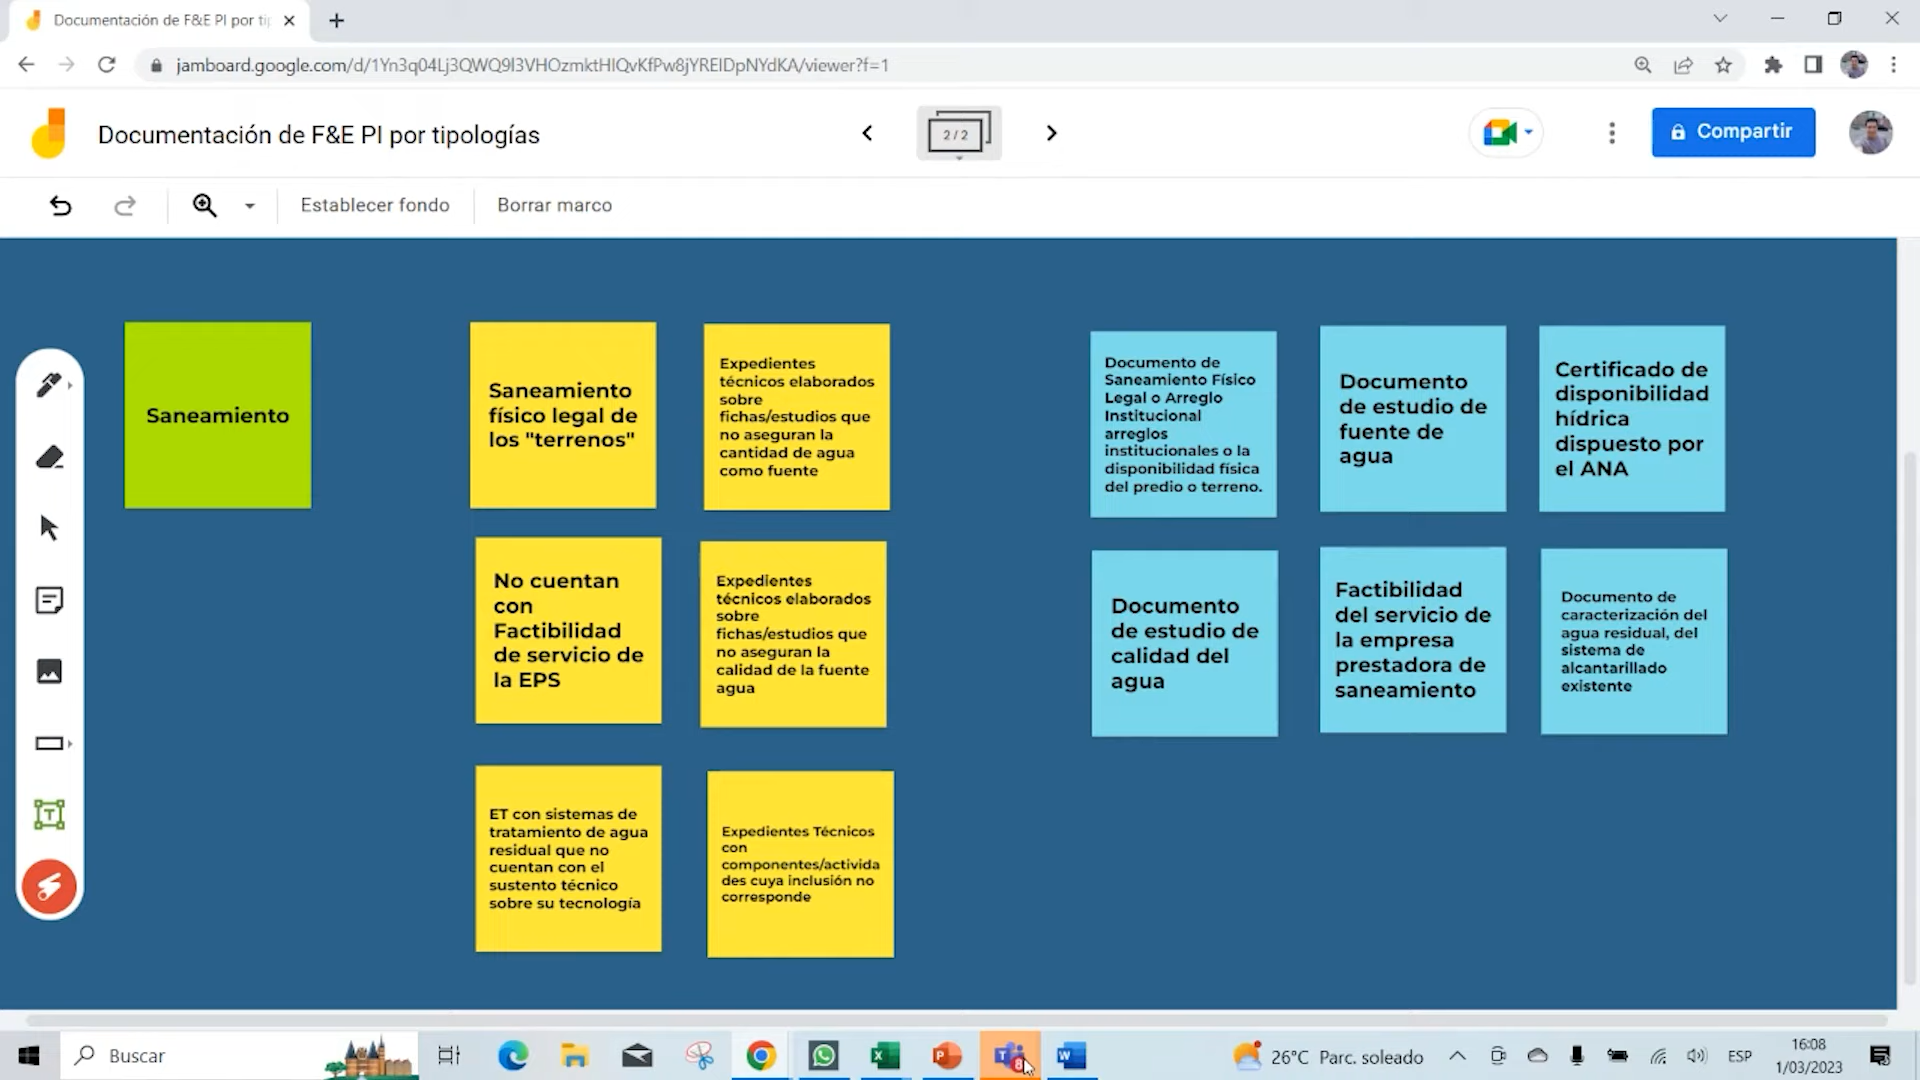 Documentación de F&E PI por ti
jamboard.google.com/d/1Yn3q04Lj3QWQ9l3VHOzmktHIQvKfPw8jYREIDpNYdKA/viewer?f=1
Documentación de F&E PI por tipologías
2 / 2
Compartir
Establecer fondo
Borrar marco
Saneamiento
Saneamiento
físico legal de
los "terrenos"
Expedientes
técnicos elaborados
sobre
fichas/estudios que
no aseguran la
cantidad de agua
como fuente
No cuentan
con
Factibilidad
de servicio de
la EPS
Expedientes
técnicos elaborados
sobre
fichas/estudios que
no aseguran la
calidad de la fuente
agua
ET con sistemas de
tratamiento de agua
residual que no
cuentan con el
sustento técnico
sobre su tecnología
Expedientes Técnicos
con
componentes/activida
des cuya inclusión no
corresponde
Documento de
Saneamiento Físico
Legal o Arreglo
Institucional
arreglos
institucionales o la
disponibilidad física
del predio o terreno.
Documento
de estudio de
fuente de
agua
Certificado de
disponibilidad
hídrica
dispuesto por
el ANA
Documento
de estudio de
calidad del
agua
Factibilidad
del servicio de
la empresa
prestadora de
saneamiento
Documento de
caracterización del
agua residual, del
sistema de
alcantarillado
existente
Buscar
8
26°C Parc. soleado
ESP
16:08
1/03/2023